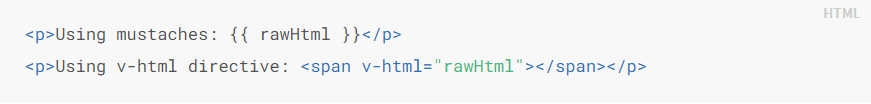 HTML
<p>Using mustaches: {{ rawHtml }}</p>
<p>Using v-html directive: <span v-html="rawHtml"></span></p>